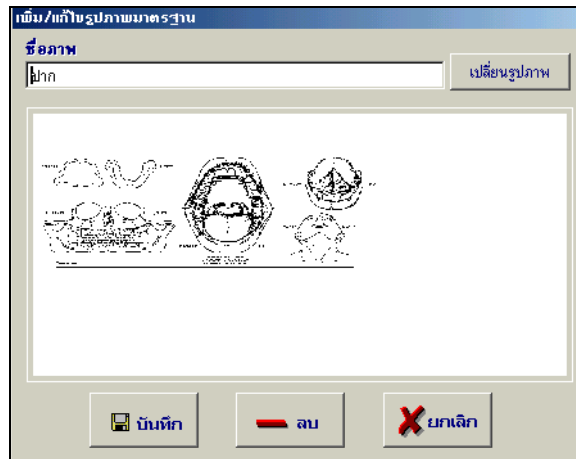 เพิ่ม/แก้ไขรูปภาพมาตรฐาน
ชื่อภาพ
ปาก
เปลี่ยนรูปภาพ
บันทึก
ลบ
ยกเลิก